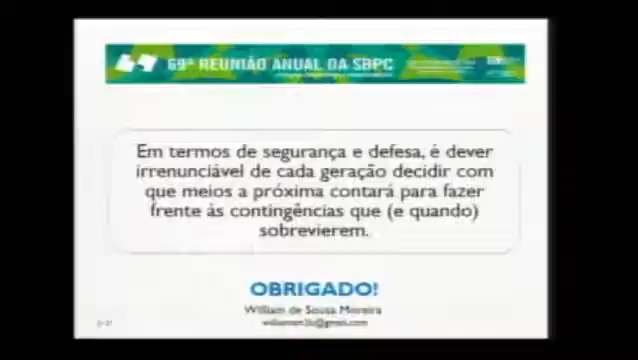 69ª REUNIÃO ANUAL DA SBPC
Em termos de segurança e defesa, é dever
irrenunciável de cada geração decidir com
que meios a próxima contará para fazer
frente às contingências que (e quando)
sobrevierem.
OBRIGADO!
William de Sousa Moreira